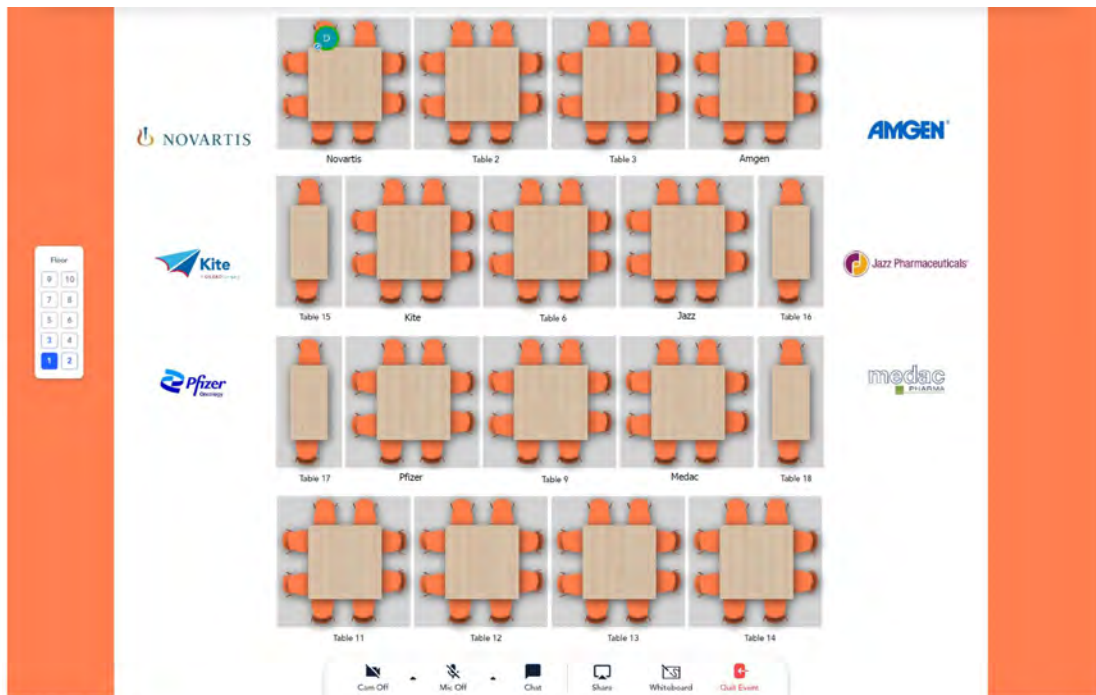 D
NOVARTIS
AMGEN
Novartis
Table 2
Table 3
Amgen
Kite
Jazz Pharmaceuticals
Floor
9 10
7 8
5 6
3 4
1 2
Table 15
Kite
Table 6
Jazz
Table 16
Pfizer
Oncology
medac
PHARMA
Table 17
Pfizer
Table 9
Medac
Table 18
Table 11
Table 12
Table 13
Table 14
Cam Off
Mic Off
Chat
Share
Whiteboard
Quit Event